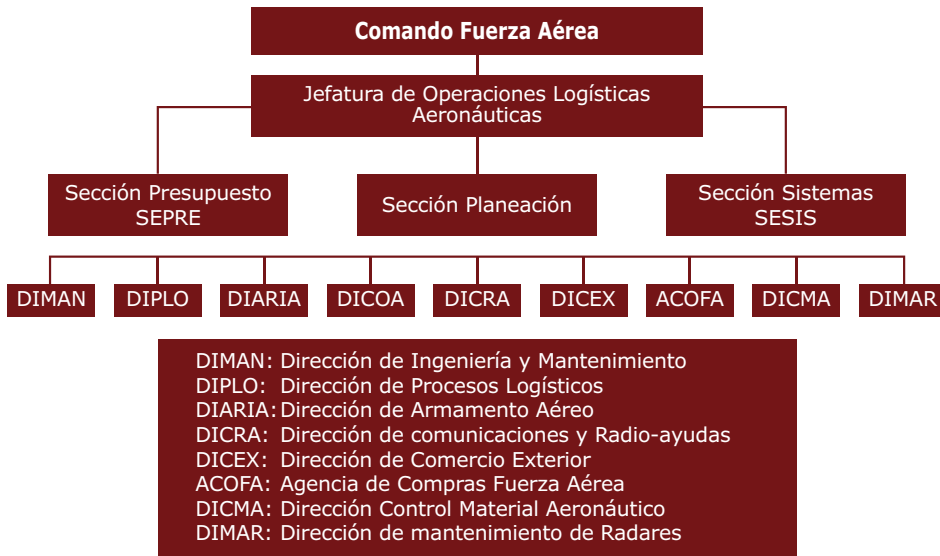 Comando Fuerza Aérea
Jefatura de Operaciones Logísticas
Aeronáuticas
Sección Presupuesto
SEPRE
Sección Planeación
Sección Sistemas
SESIS
DIMAN
DIPLO
DIARIA
DICOA
DICRA
DICEX
ACOFA
DICMA
DIMAR
DIMAN: Dirección de Ingeniería y Mantenimiento
DIPLO: Dirección de Procesos Logísticos
DIARIA: Dirección de Armamento Aéreo
DICRA: Dirección de comunicaciones y Radio-ayudas
DICEX: Dirección de Comercio Exterior
ACOFA: Agencia de Compras Fuerza Aérea
DICMA: Dirección Control Material Aeronáutico
DIMAR: Dirección de mantenimiento de Radares